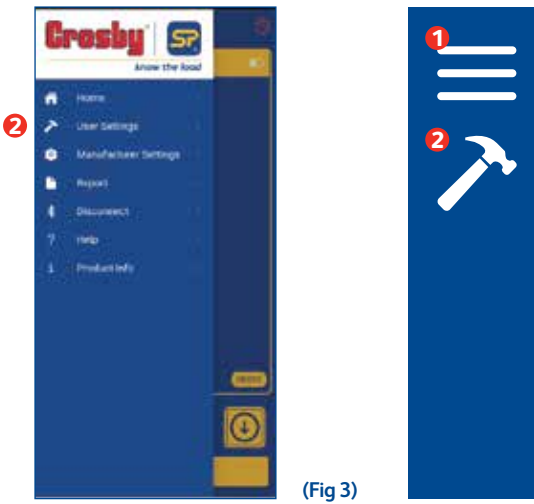 Crosby SP
know the load
Home
2 User Settings
Manufacturer Settings
Report
Disconnect
? Help
i Product Info
(Fig 3)
1
2